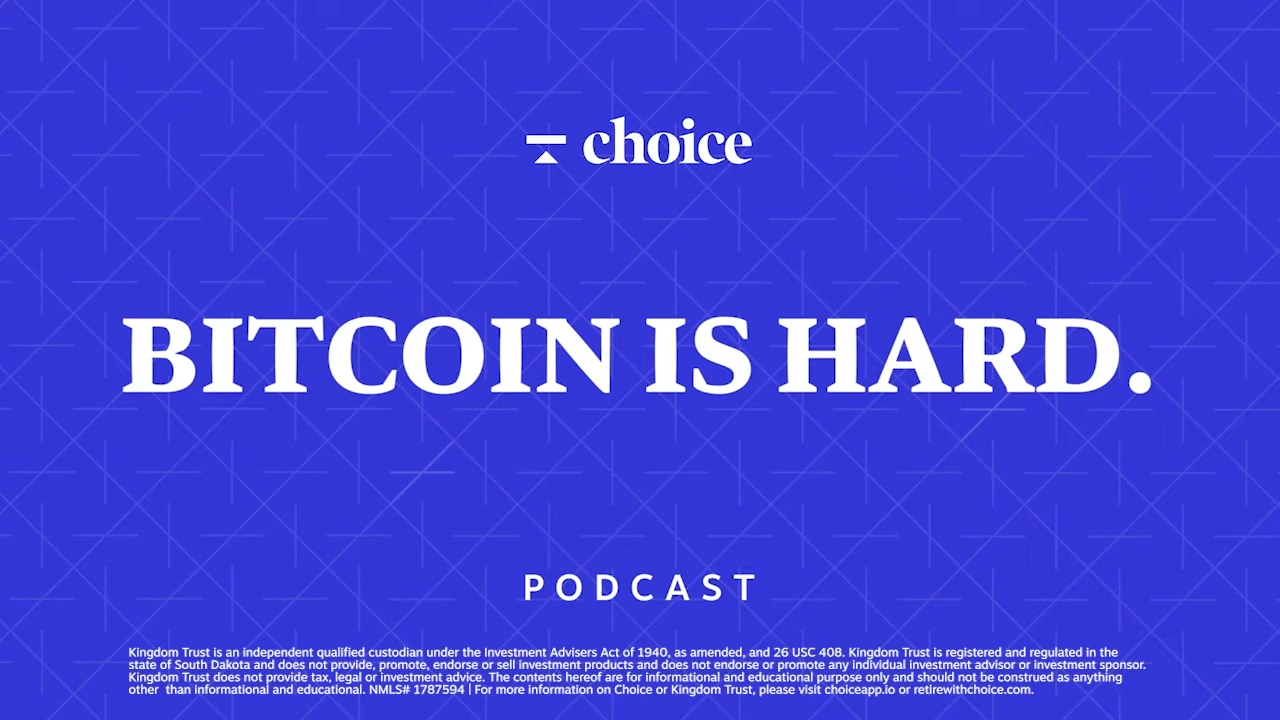 choice
BITCOIN IS HARD.
PODCAST
Kingdom Trust is an independent qualified custodian under the Investment Advisers Act of 1940, as amended, and 26 USC 408. Kingdom Trust is registered and regulated in the
state of South Dakota and does not provide, promote, endorse or sell investment products and does not endorse or promote any individual investment advisor or investment sponsor.
Kingdom Trust does not provide tax, legal or investment advice. The contents hereof are for informational and educational purpose only and should not be construed as anything
other than informational and educational. NMLS# 1787594 | For more information on Choice or Kingdom Trust, please visit choiceapp.io or retirewithchoice.com.